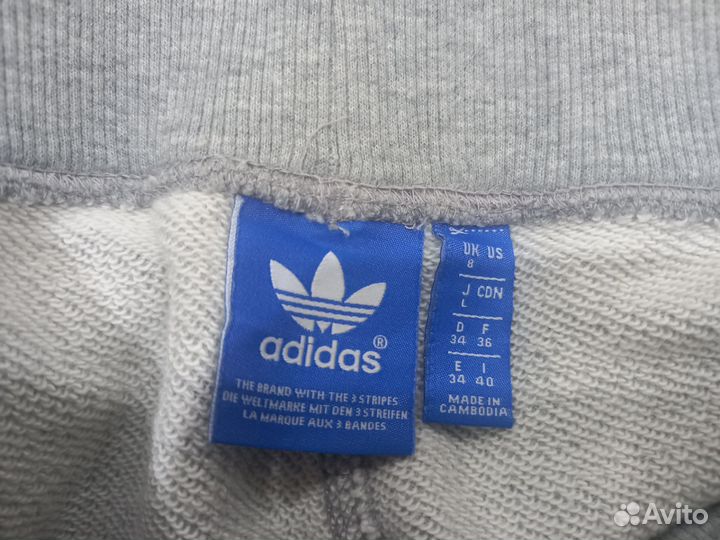 adidas®
THE BRAND WITH THE 3 STRIPES
DIE WELTMARKE MIT DEN 3 STREIFEN
LA MARQUE AUX 3 BANDES
UK US
8
J CDN
L
D F
34 36
E I
34 40
MADE IN
CAMBODIA
Avito